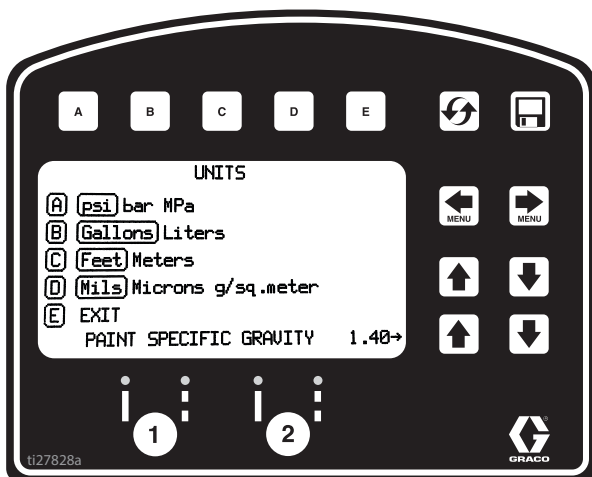 A B C D E
UNITS
A psi bar MPa
B Gallons Liters
C Feet Meters
D Mils Microns g/sq.meter
E EXIT
PAINT SPECIFIC GRAVITY 1.40→
MENU MENU
1 2
ti27828a
GRACO